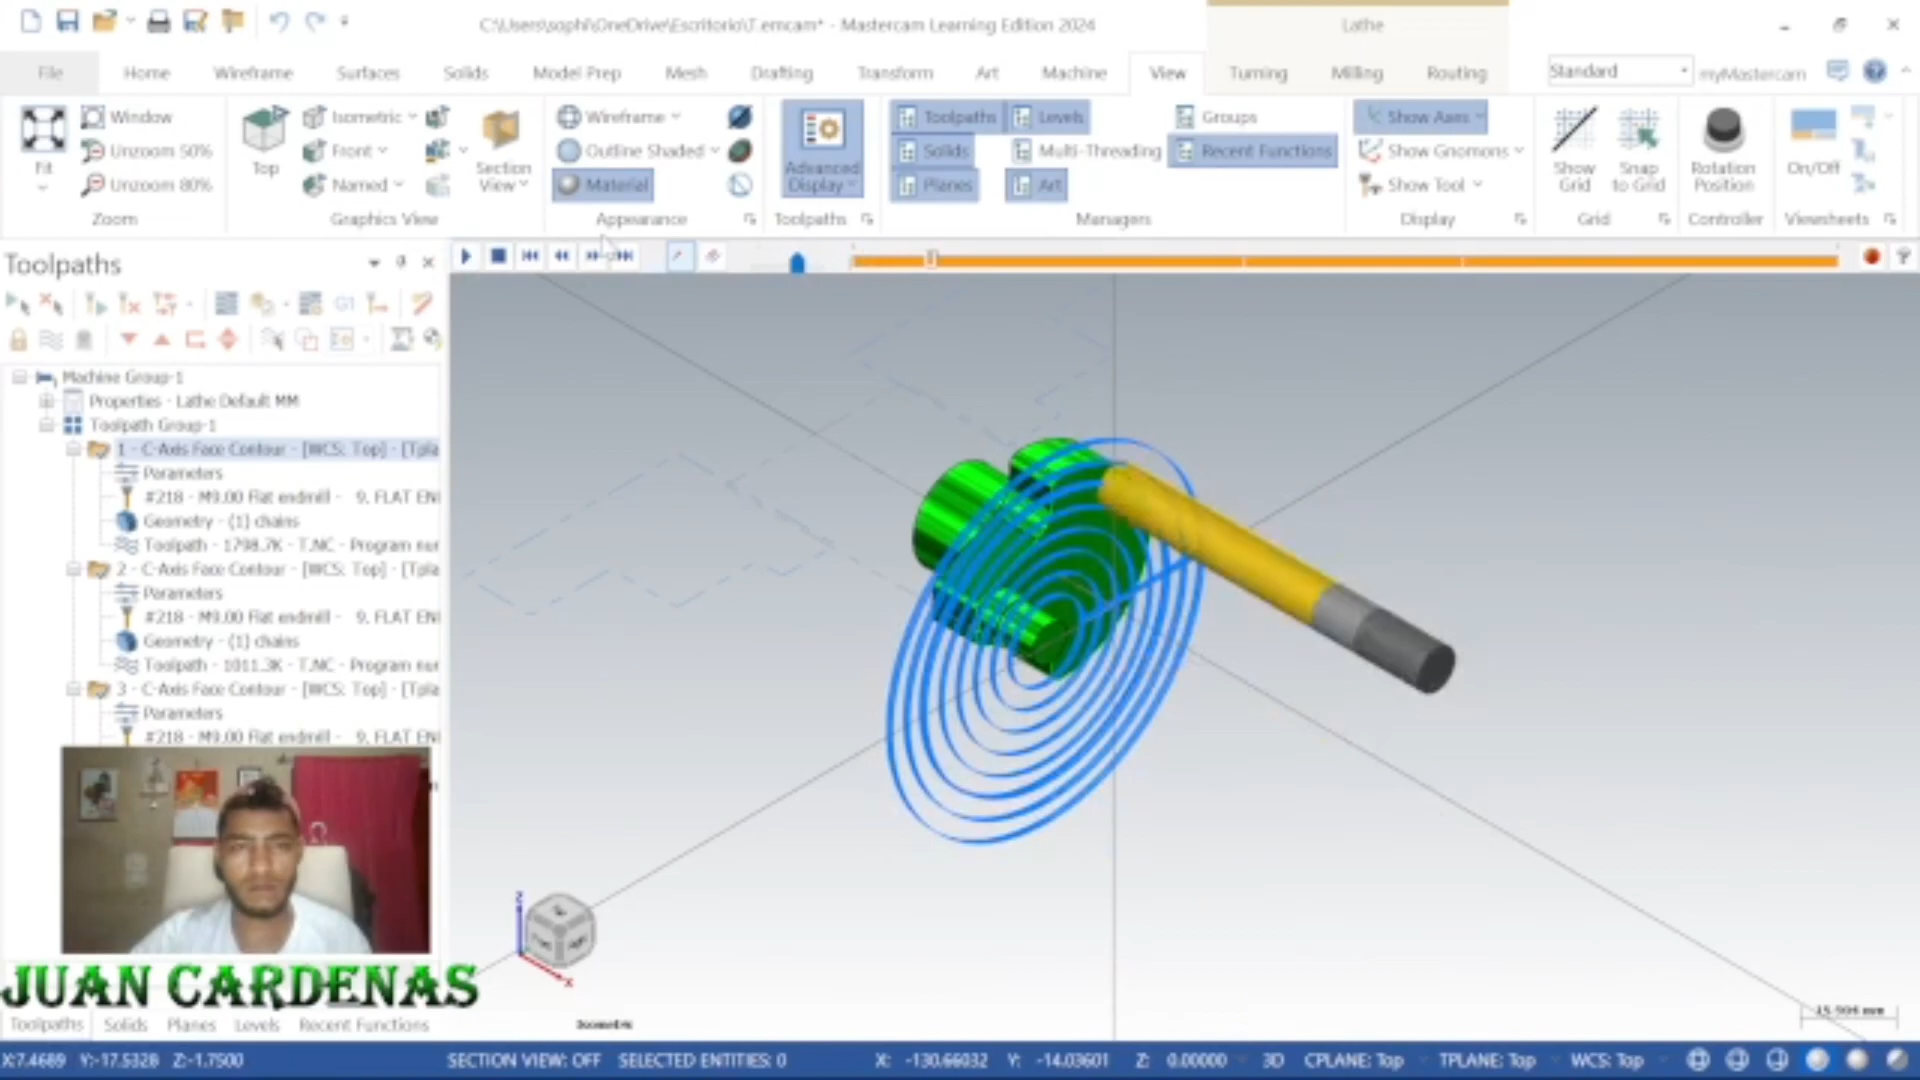 C:\Users\sophi\OneDrive\Escritorio\T.emcam* - Mastercam Learning Edition 2024
Lathe
File Home Wireframe Surfaces Solids Model Prep Mesh Drafting Transform Art Machine View Turning Milling Routing
Standard
myMastercam
Fit
Window
Unzoom 50%
Unzoom 80%
Zoom
Top
Isometric
Front
Named
Section View
Graphics View
Wireframe
Outline Shaded
Material
Appearance
Advanced Display
Toolpaths
Toolpaths
Solids
Planes
Levels
Multi-Threading
Art
Groups
Recent Functions
Managers
Show Axes
Show Gnomons
Show Tool
Display
Show Grid
Snap to Grid
Grid
Rotation Position
Controller
On/Off
Viewsheets
Toolpaths
G1
Machine Group-1
Properties - Lathe Default MM
Toolpath Group-1
1 - C-Axis Face Contour - [WCS: Top] - [Tpla
Parameters
#218 - M9.00 Flat endmill - 9. FLAT EN
Geometry - (1) chains
Toolpath - 1798.7K - T.NC - Program nur
2 - C-Axis Face Contour - [WCS: Top] - [Tpla
Parameters
#218 - M9.00 Flat endmill - 9. FLAT EN
Geometry - (1) chains
Toolpath - 1011.3K - T.NC - Program nur
3 - C-Axis Face Contour - [WCS: Top] - [Tpla
Parameters
#218 - M9.00 Flat endmill - 9. FLAT EN
JUAN CARDENAS
Toolpaths Solids Planes Levels Recent Functions
Isometric
15.904 mm
X:7.4689 Y:-17.5328 Z:-1.7500
SECTION VIEW: OFF SELECTED ENTITIES: 0
X: -130.66032 Y: -14.03601 Z: 0.00000 3D CPLANE: Top TPLANE: Top WCS: Top